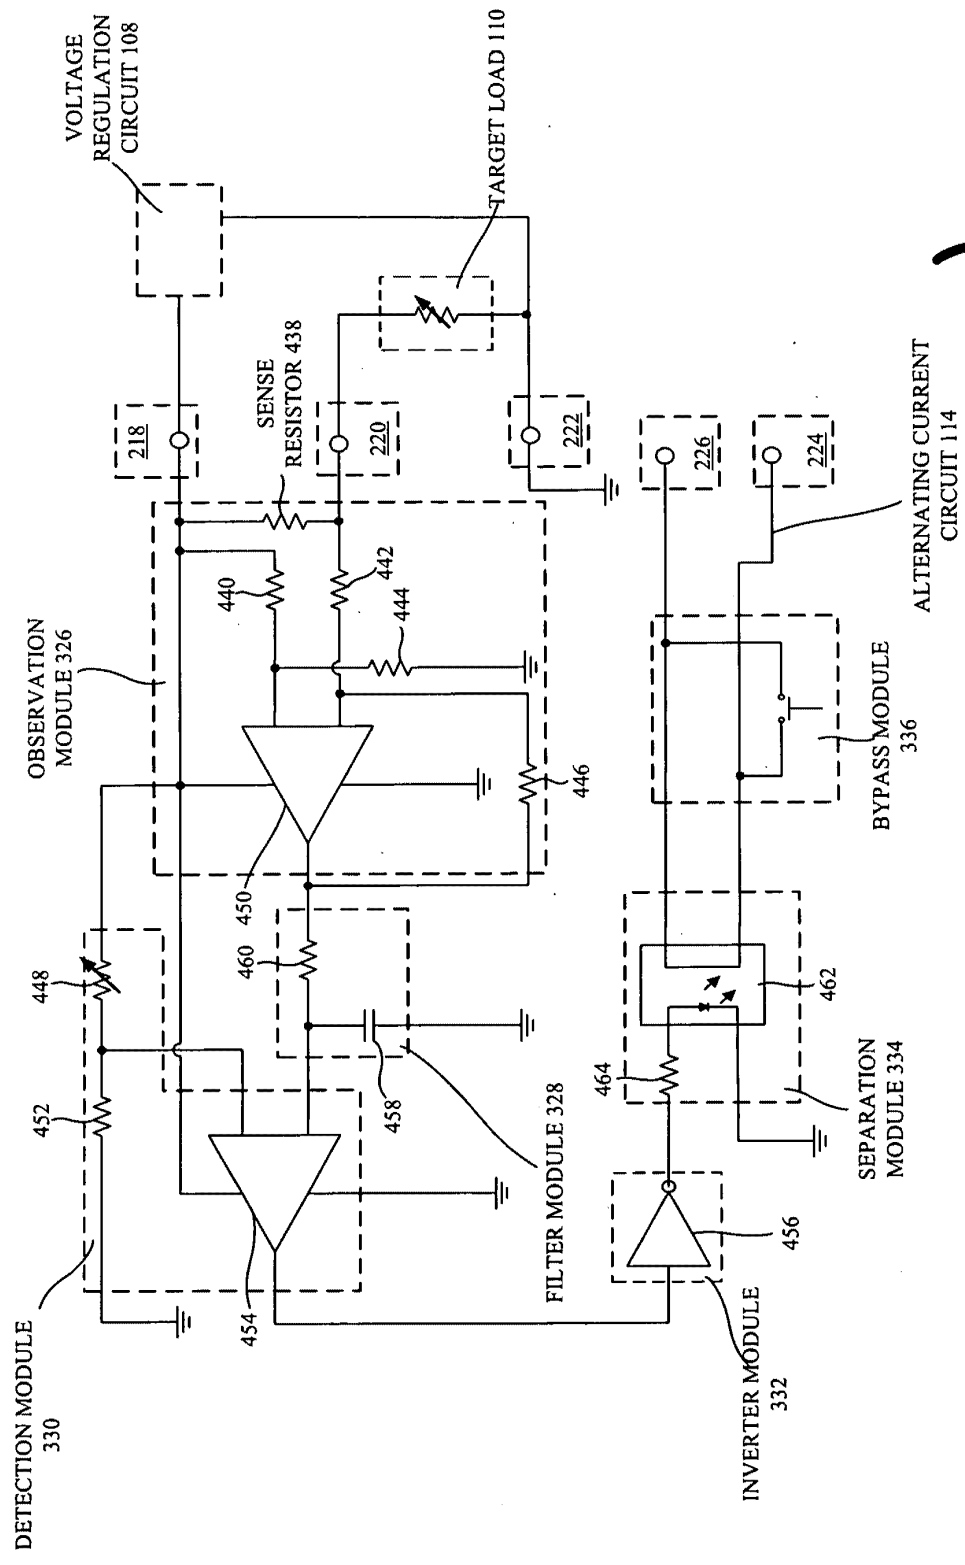 DETECTION MODULE
330
OBSERVATION
MODULE 326
VOLTAGE
REGULATION
CIRCUIT 108
452
448
218
440
SENSE
RESISTOR 438
220
442
444
TARGET LOAD 110
454
450
460
458
446
222
FILTER MODULE 328
464
226
224
456
462
INVERTER MODULE
332
SEPARATION
MODULE 334
BYPASS MODULE
336
ALTERNATING CURRENT
CIRCUIT 114